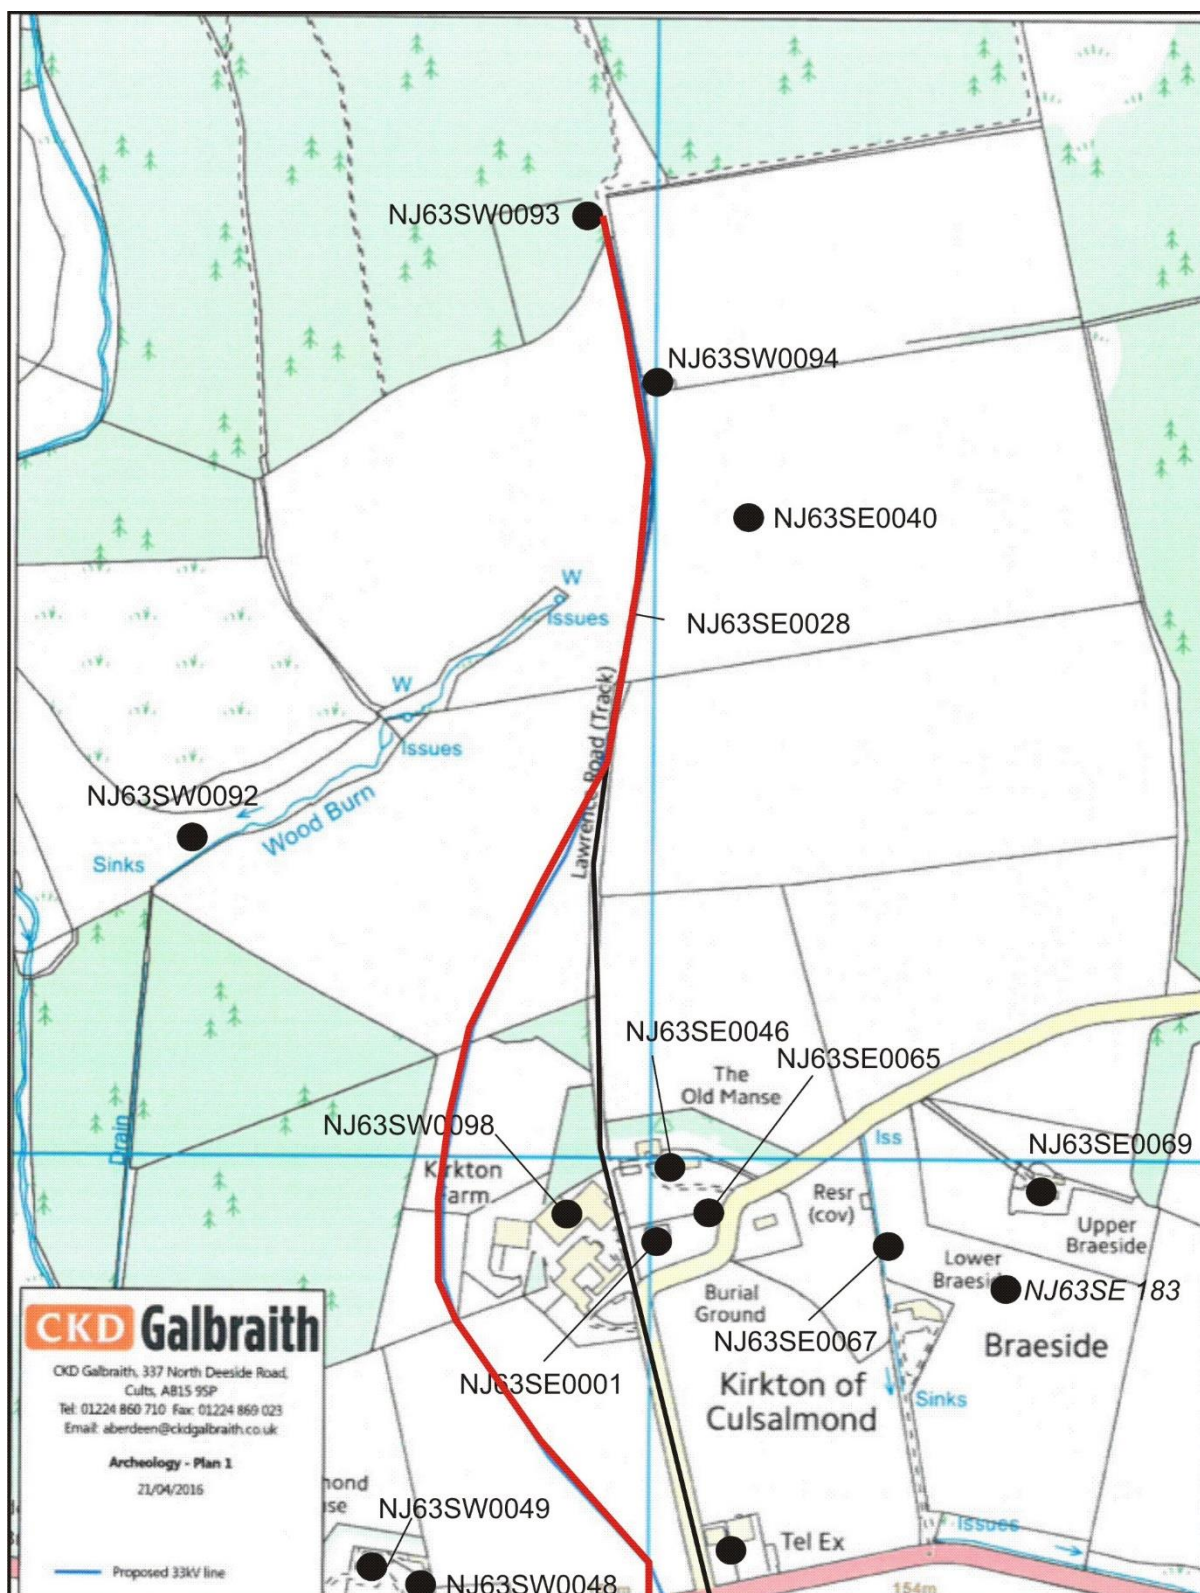 NJ63SW0093
NJ63SW0094
NJ63SE0040
W
Issues
NJ63SE0028
W
Issues
Lawrence Road (Track)
NJ63SW0092
Wood Burn
Sinks
NJ63SE0046
NJ63SE0065
The
Old Manse
NJ63SW0098
Drain
Iss
NJ63SE0069
Kirkton
Farm
Resr
(cov)
Upper
Braeside
Lower
Braeside
NJ63SE 183
Burial
Ground
NJ63SE0067
Braeside
NJ63SE0001
Kirkton of
Culsalmond
Sinks
CKD Galbraith
CKD Galbraith, 337 North Deeside Road,
Cults, AB15 9SP
Tel: 01224 860 710 Fax: 01224 869 023
Email: aberdeen@ckdgalbraith.co.uk
Archeology - Plan 1
21/04/2016
Proposed 33kV line
NJ63SW0049
Tel Ex
Issues
NJ63SW0048
154m